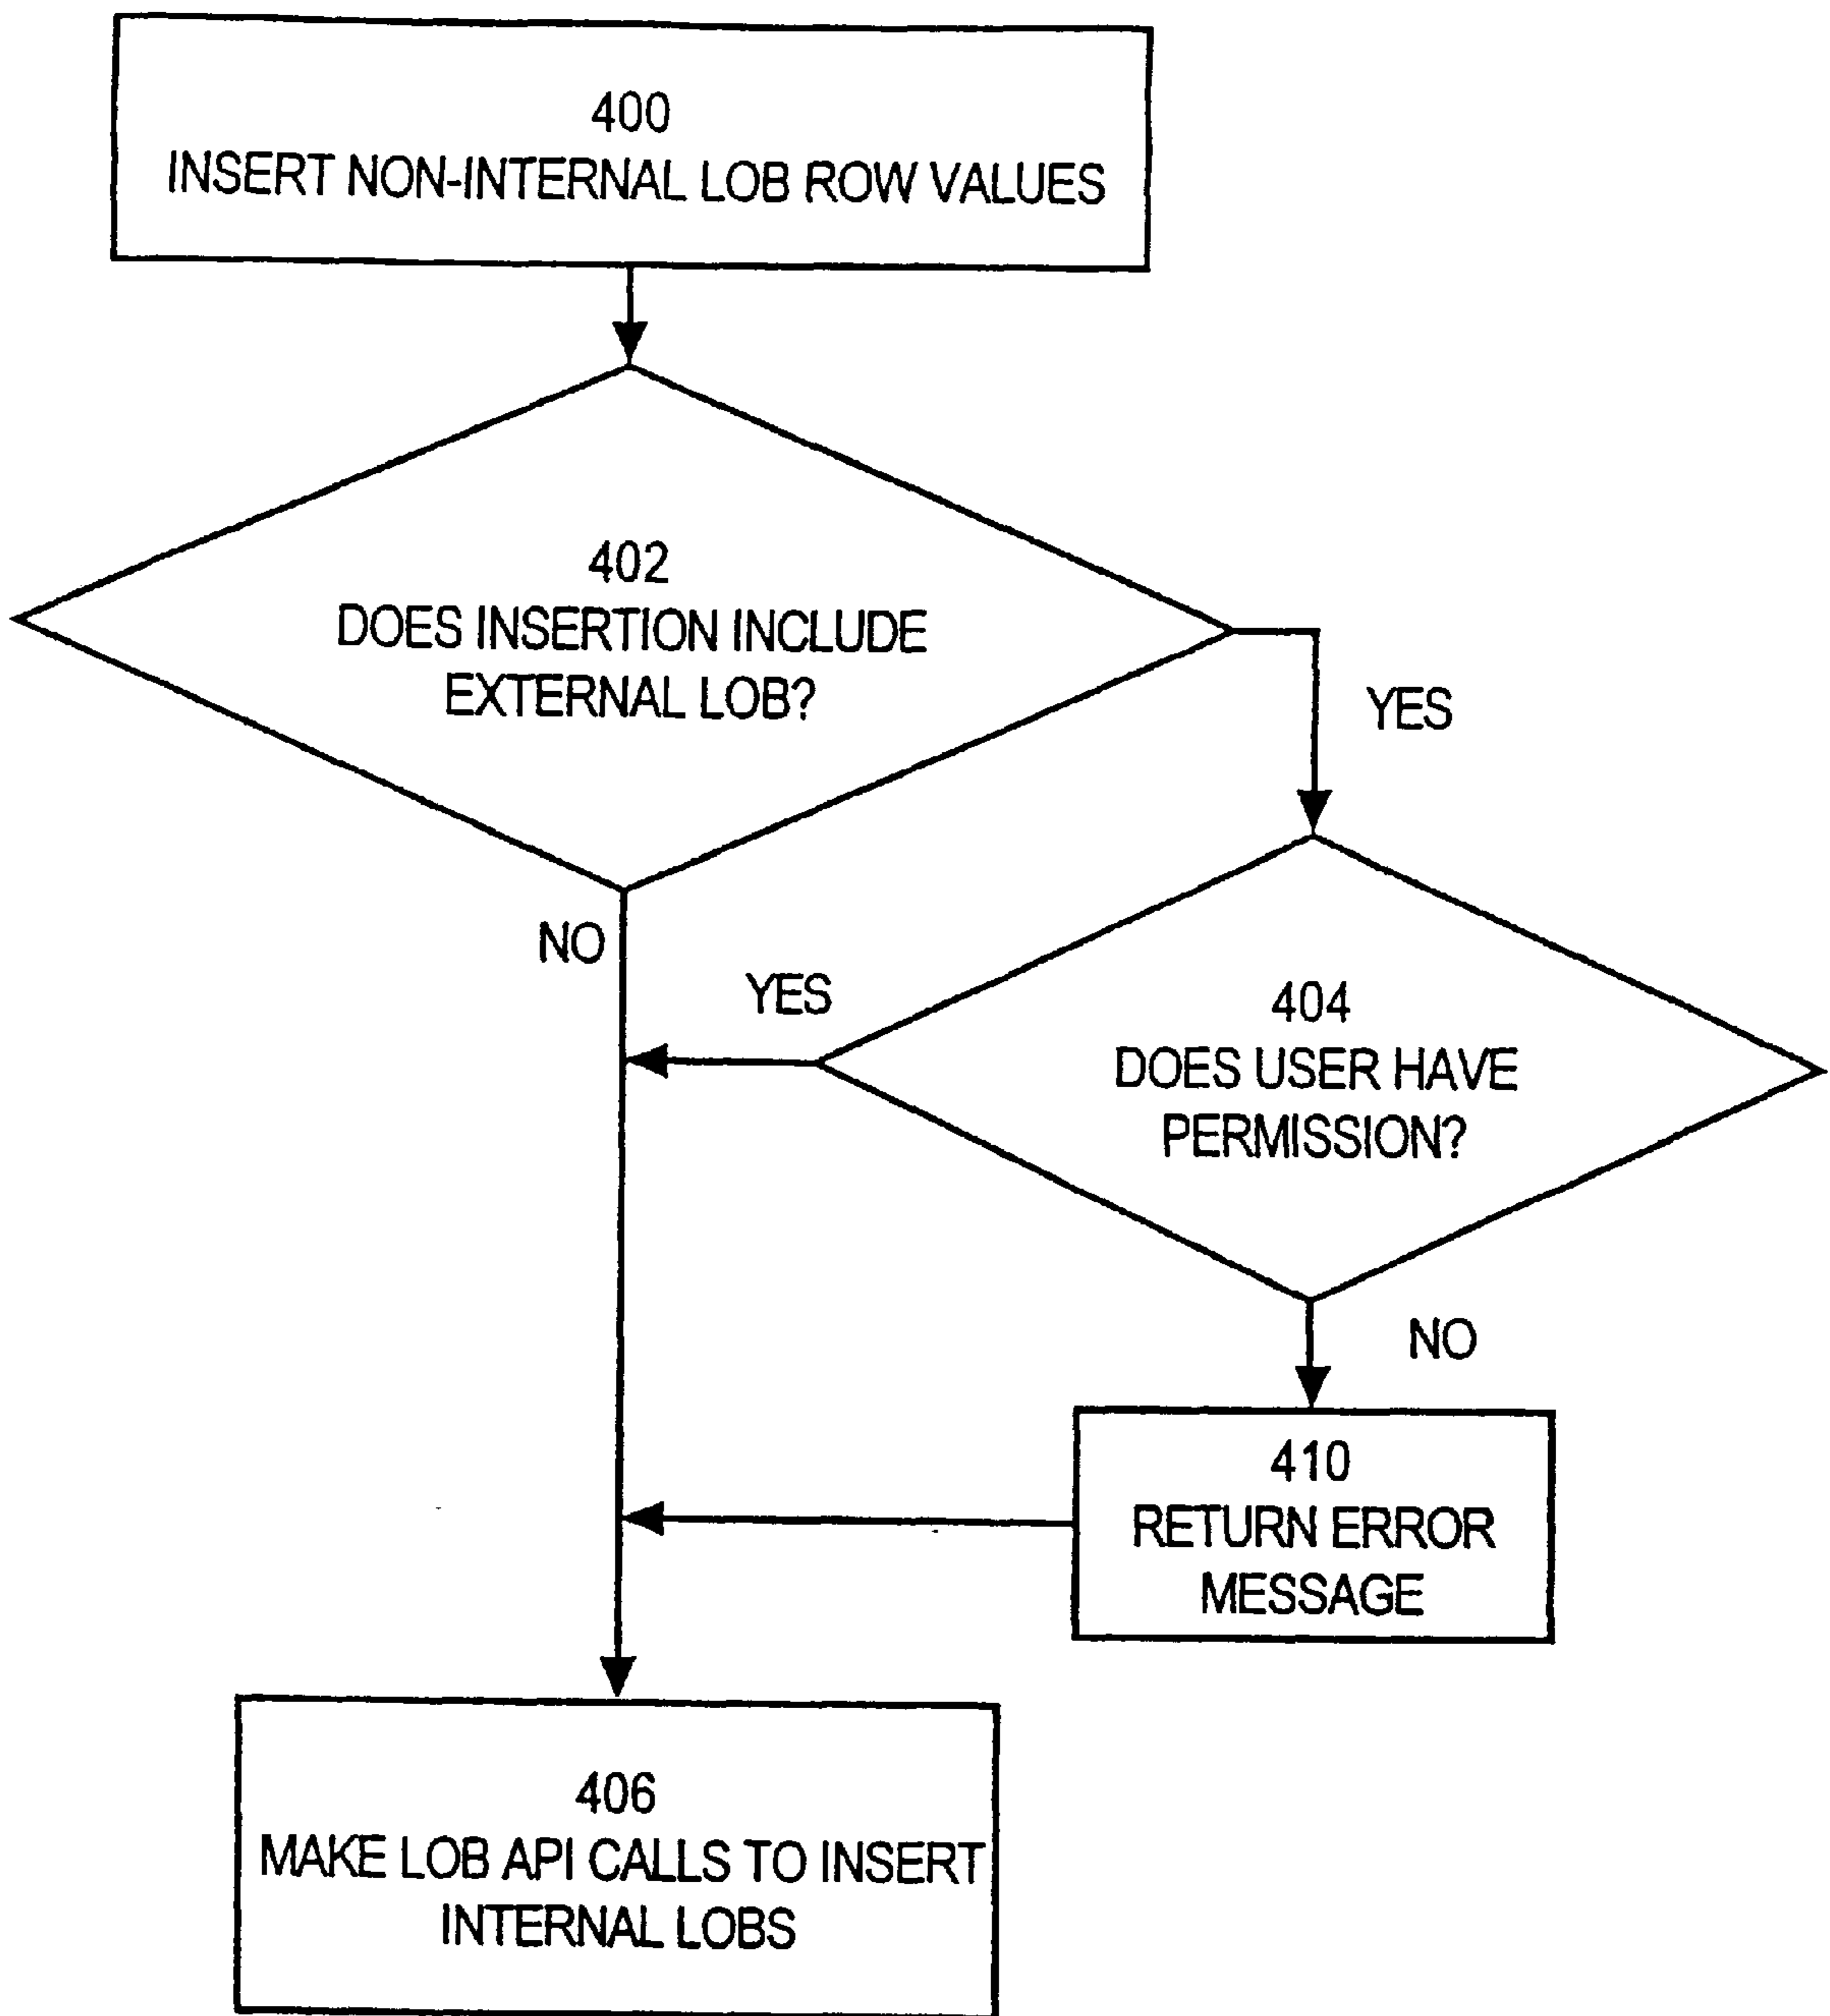 400
INSERT NON-INTERNAL LOB ROW VALUES
402
DOES INSERTION INCLUDE
EXTERNAL LOB?
YES
NO
YES
404
DOES USER HAVE
PERMISSION?
NO
410
RETURN ERROR
MESSAGE
406
MAKE LOB API CALLS TO INSERT
INTERNAL LOBS